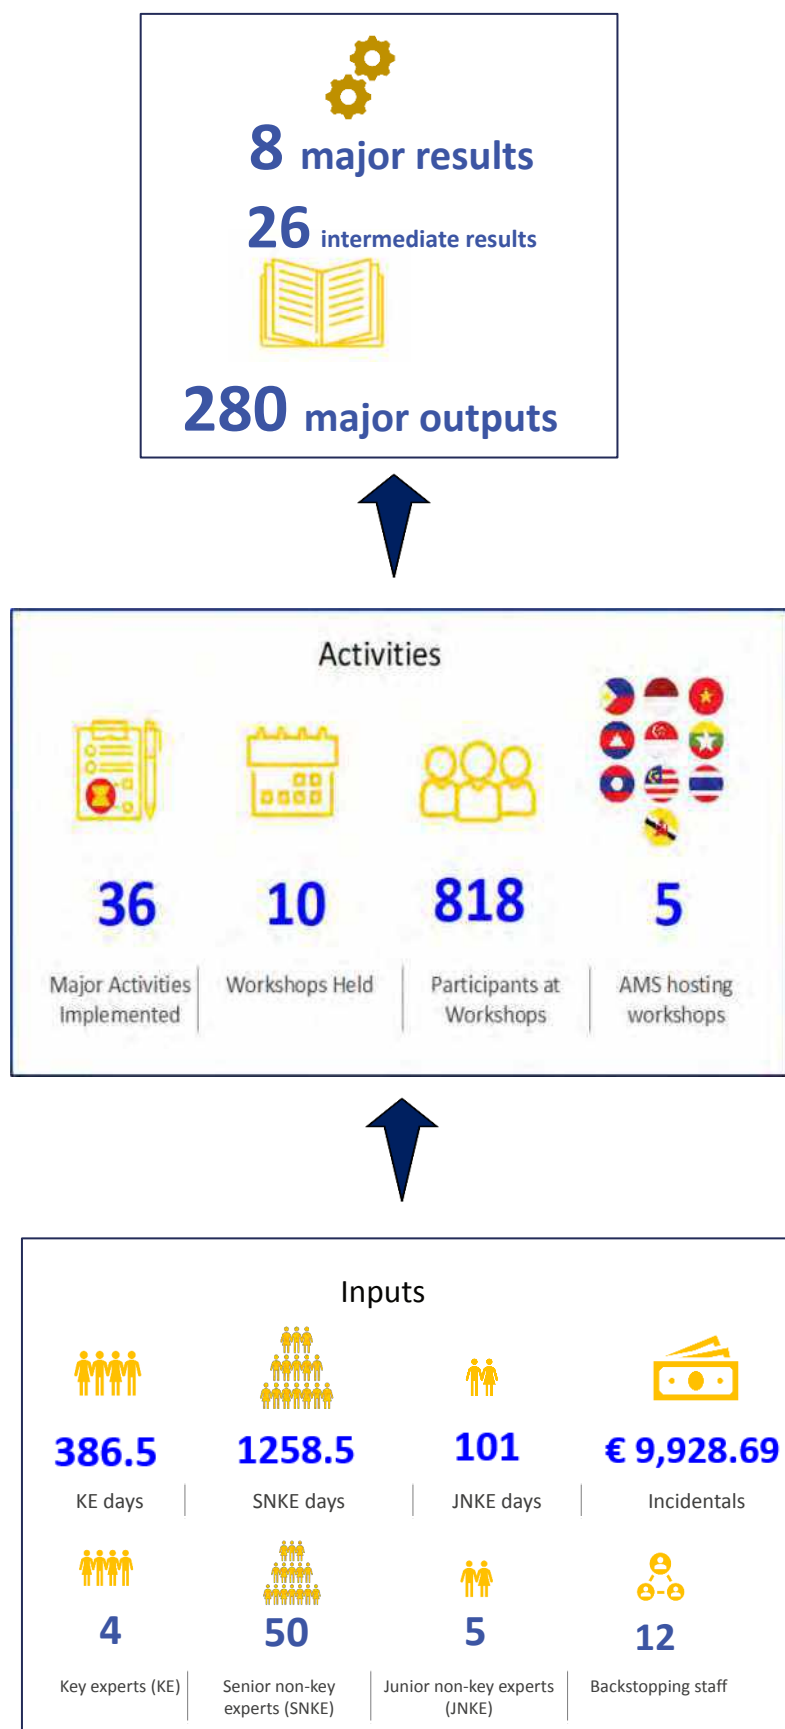 8 major results
26 intermediate results
280 major outputs
Activities
36
10
818
5
Major Activities
Implemented
Workshops Held
Participants at
Workshops
AMS hosting
workshops
Inputs
386.5
1258.5
101
€ 9,928.69
KE days
SNKE days
JNKE days
Incidentals
4
50
5
12
Key experts (KE)
Senior non-key
experts (SNKE)
Junior non-key experts
(JNKE)
Backstopping staff